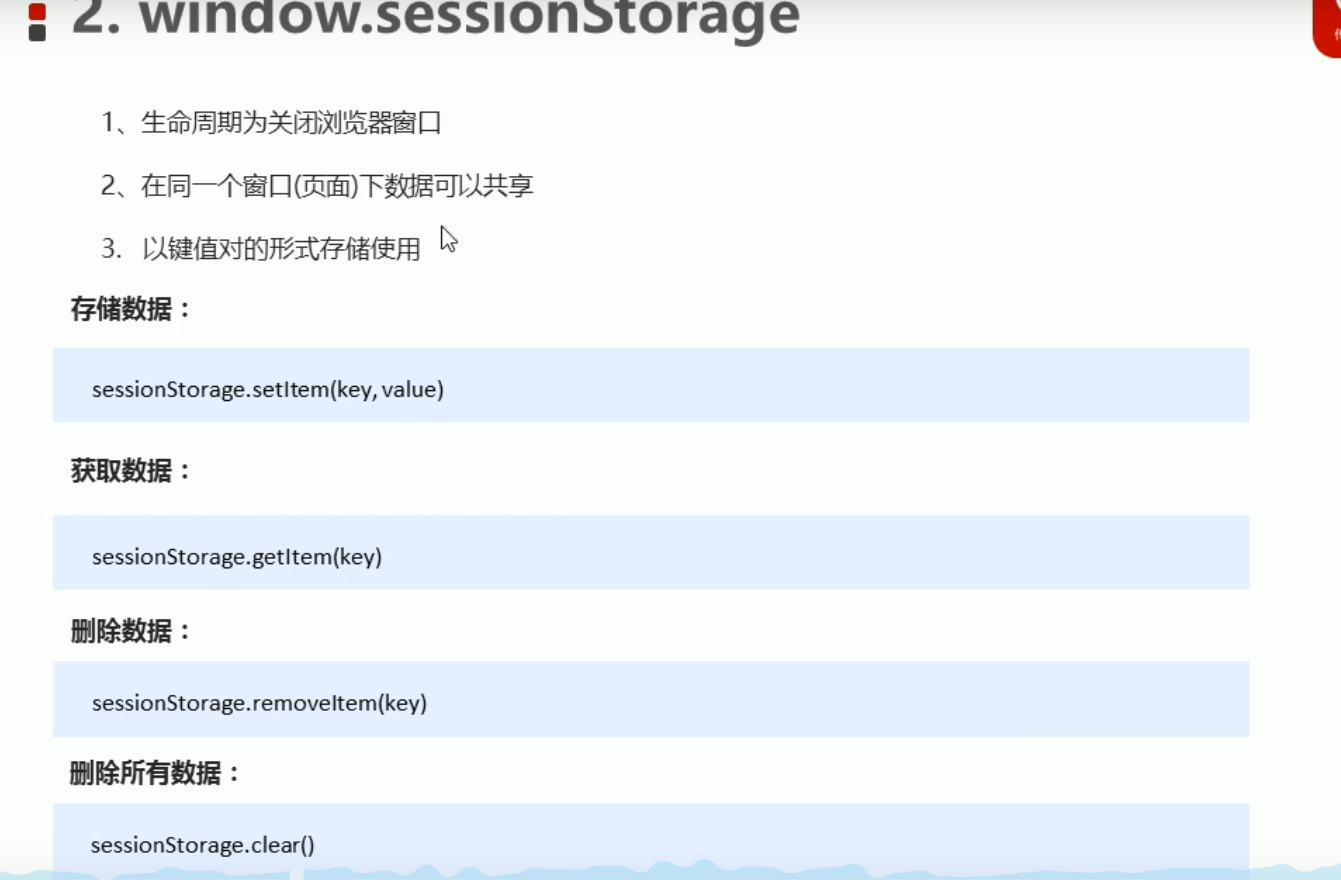 2. window.sessionStorage
1、生命周期为关闭浏览器窗口
2、在同一个窗口(页面)下数据可以共享
3. 以键值对的形式存储使用
存储数据：
sessionStorage.setItem(key, value)
获取数据：
sessionStorage.getItem(key)
删除数据：
sessionStorage.removeItem(key)
删除所有数据：
sessionStorage.clear()